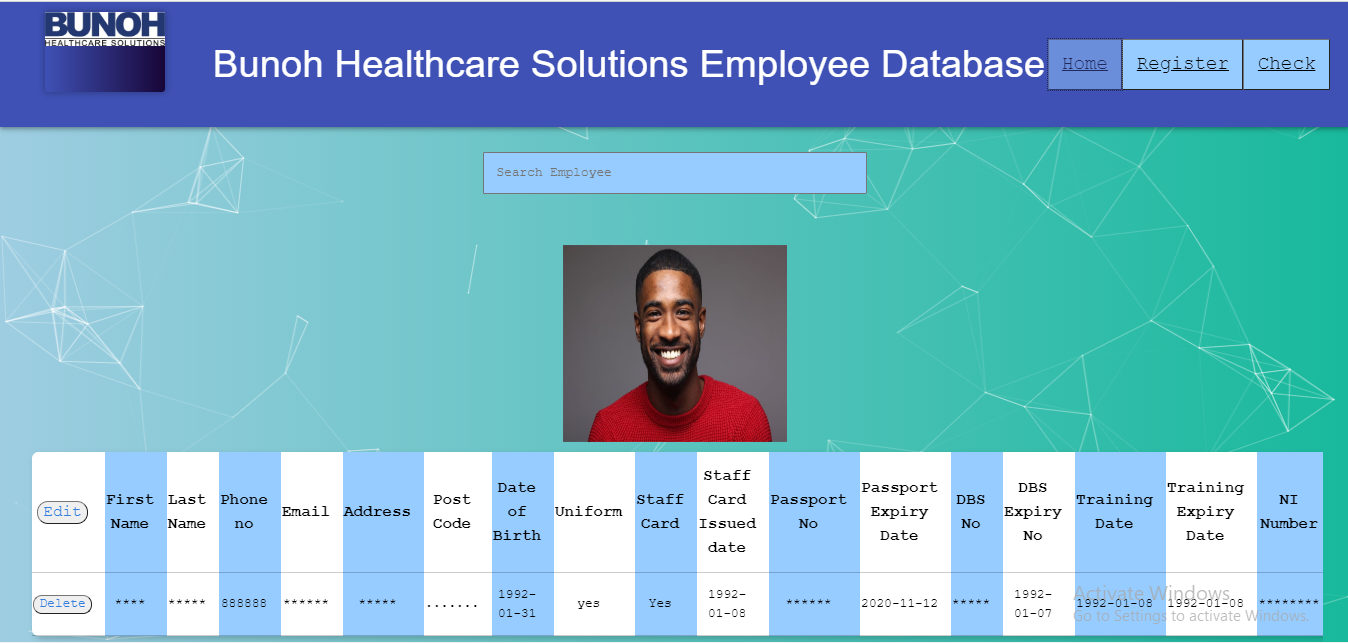 BUNOH
HEALTHCARE SOLUTIONS
Bunoh Healthcare Solutions Employee Database
Home Register Check
Search Employee
Edit First Name Last Name Phone no Email Address Post Code Date of Birth Uniform Staff Card Staff Card Issued date Passport No Passport Expiry Date DBS No DBS Expiry No Training Date Training Expiry Date NI Number
Delete **** ***** 888888 ****** ***** ....... 1992-01-31 yes Yes 1992-01-08 ****** 2020-11-12 ***** 1992-01-07 1992-01-08 1992-01-08 ********
Activate Windows
Go to Settings to activate Windows.